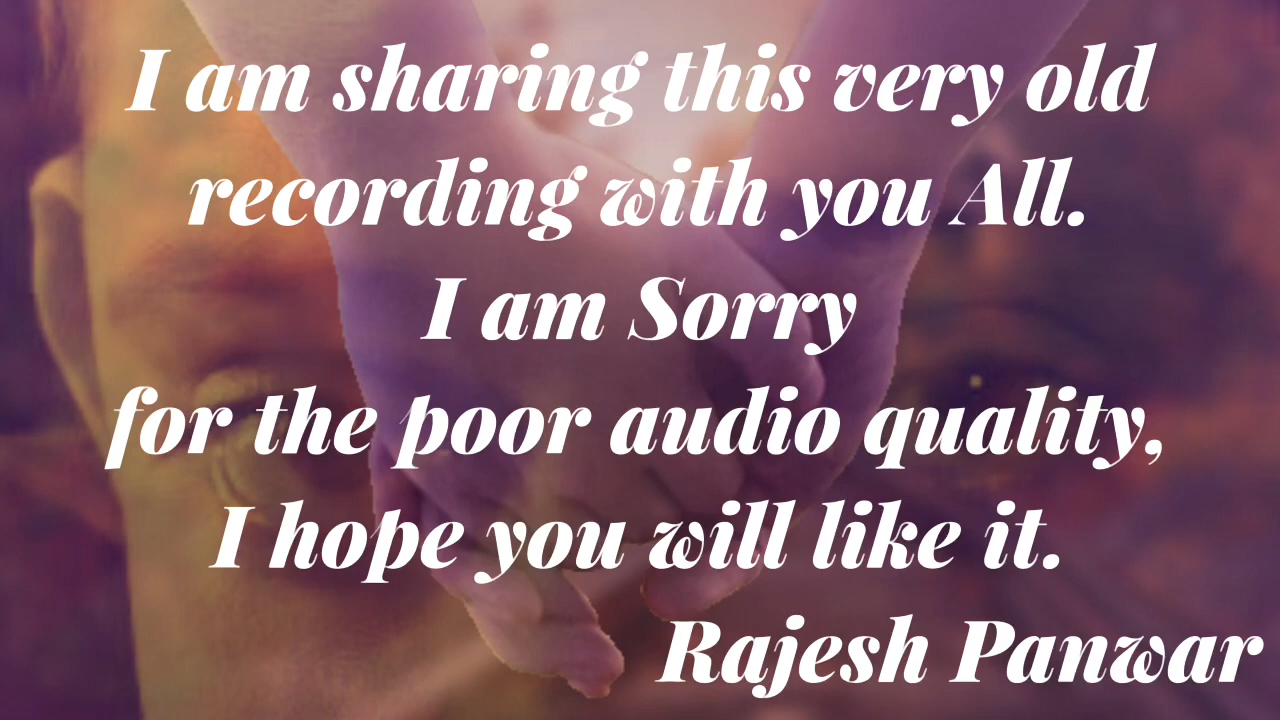 I am sharing this very old
recording with you All.
I am Sorry
for the poor audio quality,
I hope you will like it.
Rajesh Panwar